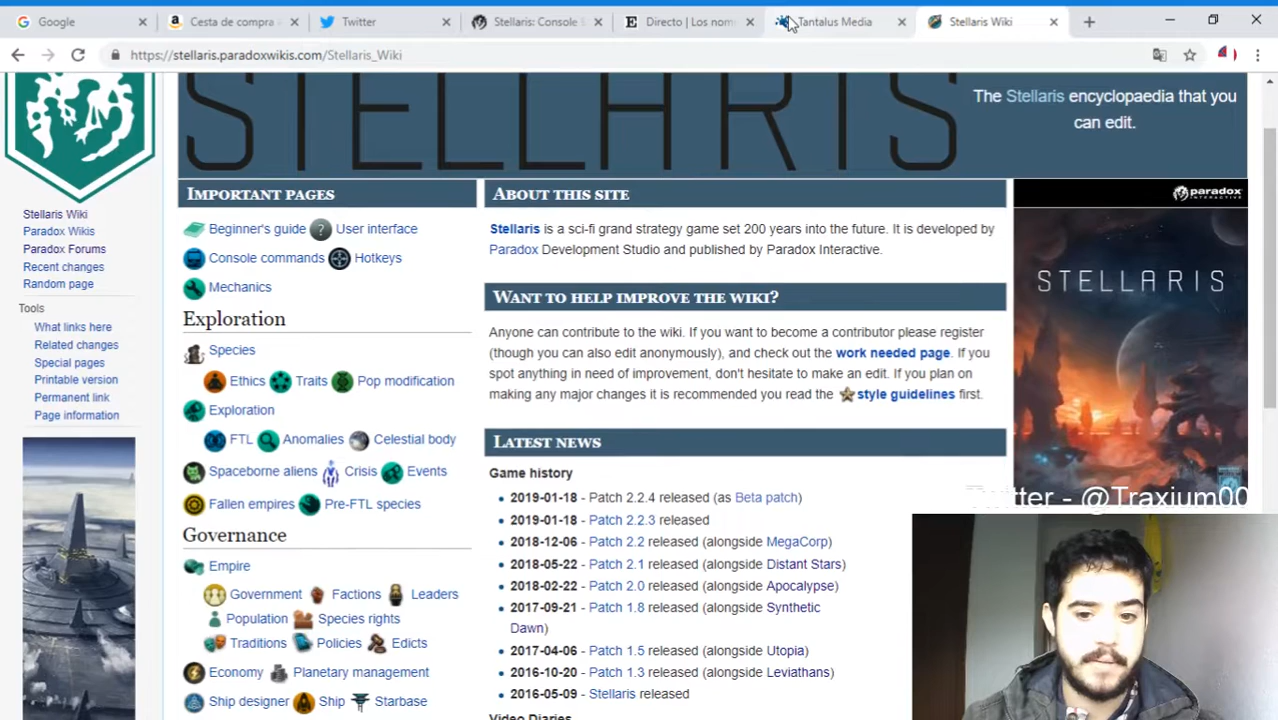 Google
Cesta de compra
Twitter
Stellaris: Console
Directo | Los nom
Tantalus Media
Stellaris Wiki
https://stellaris.paradoxwikis.com/Stellaris_Wiki
STELLARIS
The Stellaris encyclopaedia that you
can edit.
Stellaris Wiki
Paradox Wikis
Paradox Forums
Recent changes
Random page
Tools
What links here
Related changes
Special pages
Printable version
Permanent link
Page information
Important pages
Beginner's guide User interface
Console commands Hotkeys
Mechanics
Exploration
Species
Ethics Traits Pop modification
Exploration
FTL Anomalies Celestial body
Spaceborne aliens Crisis Events
Fallen empires Pre-FTL species
Governance
Empire
Government Factions Leaders
Population Species rights
Traditions Policies Edicts
Economy Planetary management
Ship designer Ship Starbase
About this site
Stellaris is a sci-fi grand strategy game set 200 years into the future. It is developed by
Paradox Development Studio and published by Paradox Interactive.
Want to help improve the wiki?
Anyone can contribute to the wiki. If you want to become a contributor please register
(though you can also edit anonymously), and check out the work needed page. If you
spot anything in need of improvement, don't hesitate to make an edit. If you plan on
making any major changes it is recommended you read the style guidelines first.
Latest news
Game history
2019-01-18 - Patch 2.2.4 released (as Beta patch)
2019-01-18 - Patch 2.2.3 released
2018-12-06 - Patch 2.2 released (alongside MegaCorp)
2018-05-22 - Patch 2.1 released (alongside Distant Stars)
2018-02-22 - Patch 2.0 released (alongside Apocalypse)
2017-09-21 - Patch 1.8 released (alongside Synthetic
Dawn)
2017-04-06 - Patch 1.5 released (alongside Utopia)
2016-10-20 - Patch 1.3 released (alongside Leviathans)
2016-05-09 - Stellaris released
Video Diaries
paradox
INTERACTIVE
STELLARIS
Twitter - @Traxium00